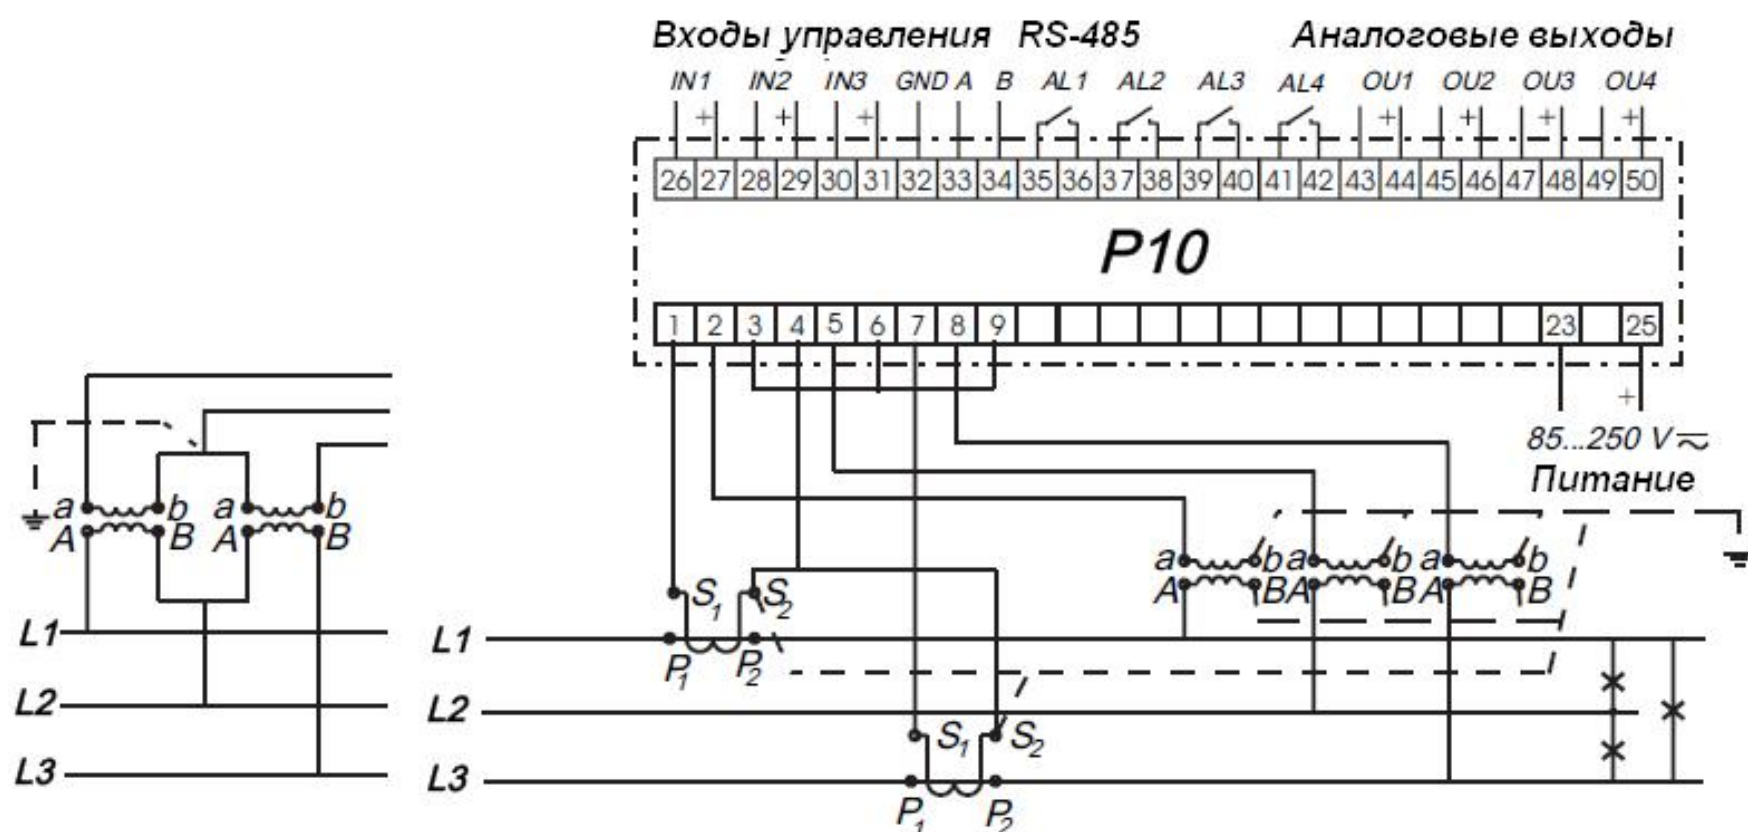 Входы управления RS-485 Аналоговые выходы
IN1 IN2 IN3 GND A B AL1 AL2 AL3 AL4 OU1 OU2 OU3 OU4
+ + + + + + +
26 27 28 29 30 31 32 33 34 35 36 37 38 39 40 41 42 43 44 45 46 47 48 49 50
P10
1 2 3 4 5 6 7 8 9 23 25
+
85...250 V
Питание
a b a b
A B A B
a b a b a b
A B A B A B
S1 S2
L1
L1
P1 P2
L2
L2
S1 S2
L3
L3
P1 P2